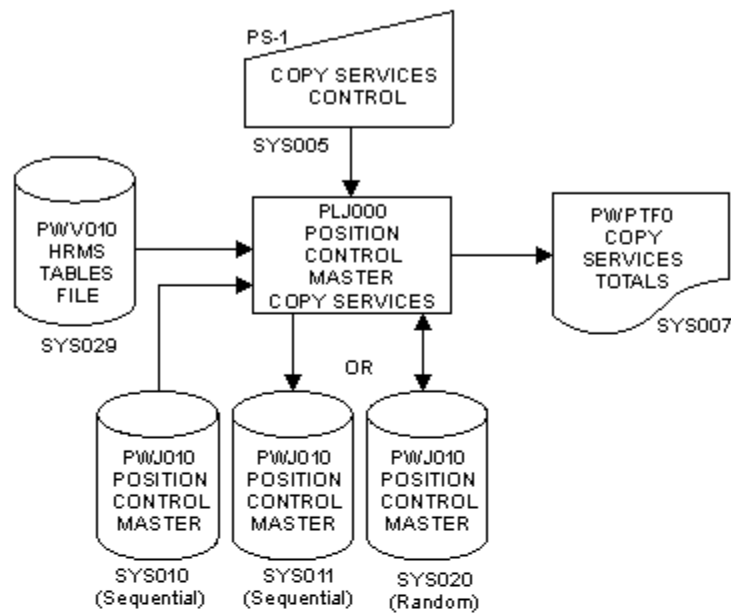 PS-1
COPY SERVICES
CONTROL
SYS005
PWV010
HRMS
TABLES
FILE
SYS029
PLJ000
POSITION
CONTROL
MASTER
COPY SERVICES
PWPTF0
COPY
SERVICES
TOTALS
SYS007
OR
PWJ010
POSITION
CONTROL
MASTER
SYS010
(Sequential)
PWJ010
POSITION
CONTROL
MASTER
SYS011
(Sequential)
PWJ010
POSITION
CONTROL
MASTER
SYS020
(Random)